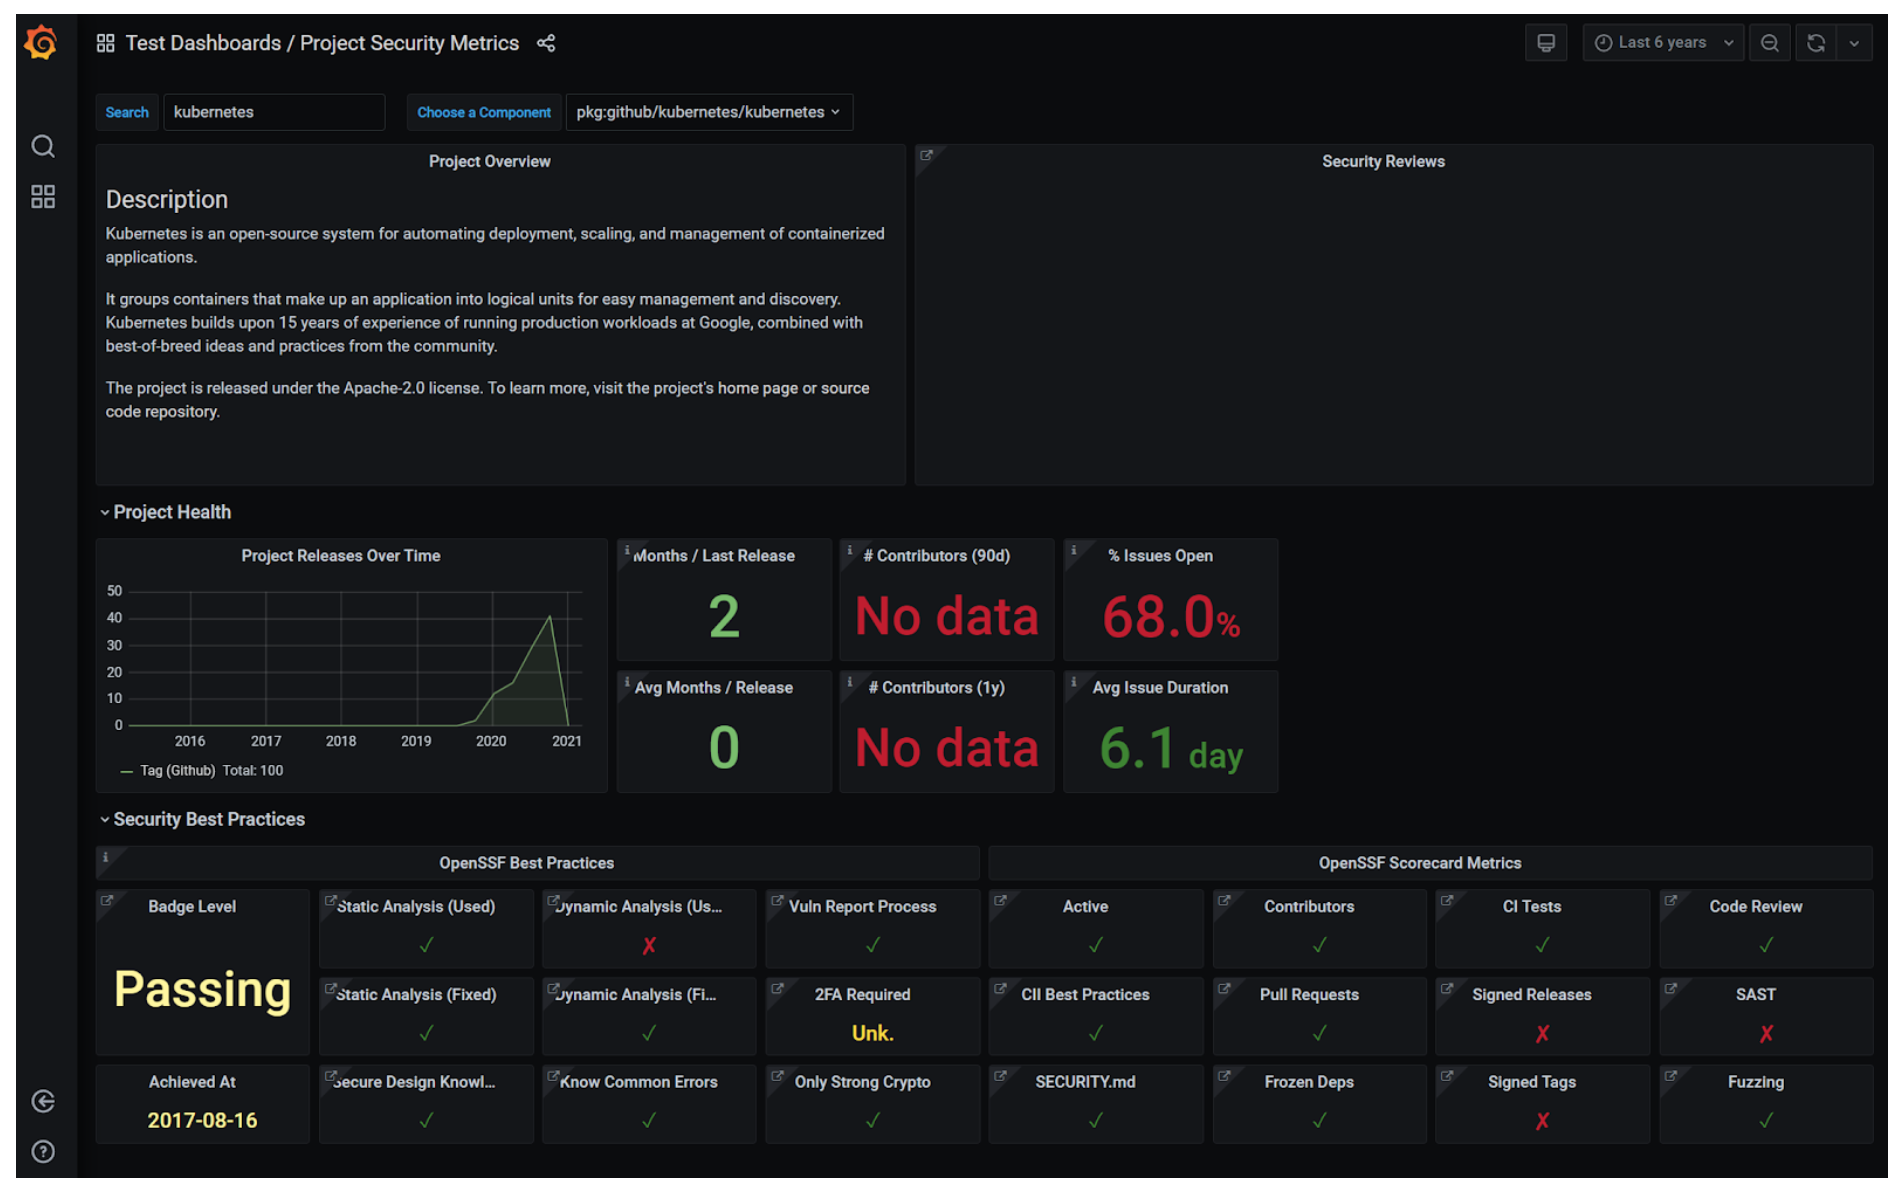 Test Dashboards / Project Security Metrics
Last 6 years
Search
kubernetes
Choose a Component
pkg:github/kubernetes/kubernetes
Project Overview
Security Reviews
Description
Kubernetes is an open-source system for automating deployment, scaling, and management of containerized
applications.
It groups containers that make up an application into logical units for easy management and discovery.
Kubernetes builds upon 15 years of experience of running production workloads at Google, combined with
best-of-breed ideas and practices from the community.
The project is released under the Apache-2.0 license. To learn more, visit the project's home page or source
code repository.
Project Health
Project Releases Over Time
50
40
30
20
10
0
2016 2017 2018 2019 2020 2021
Tag (Github) Total: 100
Months / Last Release
2
# Contributors (90d)
No data
% Issues Open
68.0%
Avg Months / Release
0
# Contributors (1y)
No data
Avg Issue Duration
6.1 day
Security Best Practices
OpenSSF Best Practices
OpenSSF Scorecard Metrics
Badge Level
Passing
Static Analysis (Used)
✓
Dynamic Analysis (Us...
✗
Vuln Report Process
✓
Active
✓
Contributors
✓
CI Tests
✓
Code Review
✓
Static Analysis (Fixed)
✓
Dynamic Analysis (Fi...
✓
2FA Required
Unk.
CII Best Practices
✓
Pull Requests
✓
Signed Releases
✗
SAST
✗
Achieved At
2017-08-16
Secure Design Knowl...
✓
Know Common Errors
✓
Only Strong Crypto
✓
SECURITY.md
✓
Frozen Deps
✓
Signed Tags
✗
Fuzzing
✓